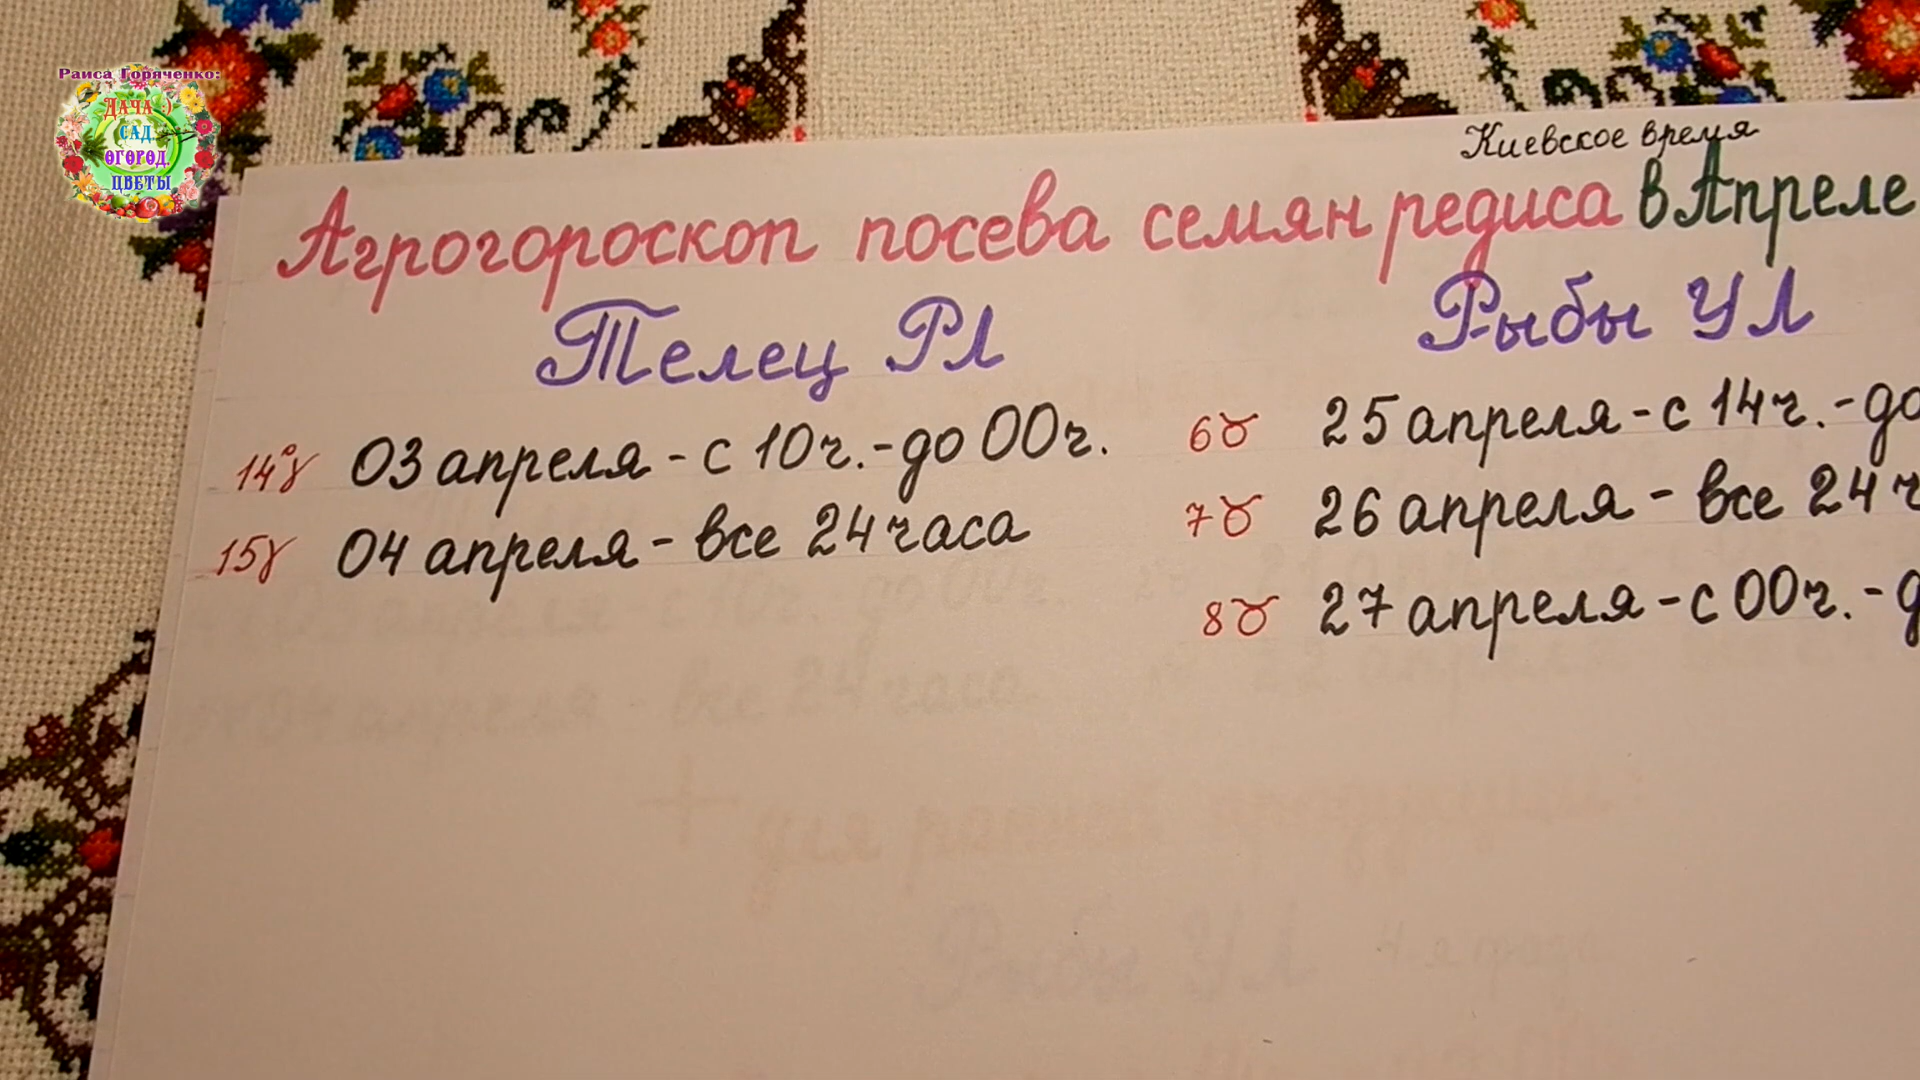 Раиса Горяченко:
Дача :)
сад
огород
цветы
Киевское время
Агрогороскоп посева семян редиса в Апреле
Телец РЛ
Рыбы УЛ
14 ♉ 03 апреля - с 10ч. - до 00ч.
15 ♉ 04 апреля - все 24 часа
6 ♉ 25 апреля - с 14ч. - до
7 ♉ 26 апреля - все 24 ч
8 ♉ 27 апреля - с 00ч. - д